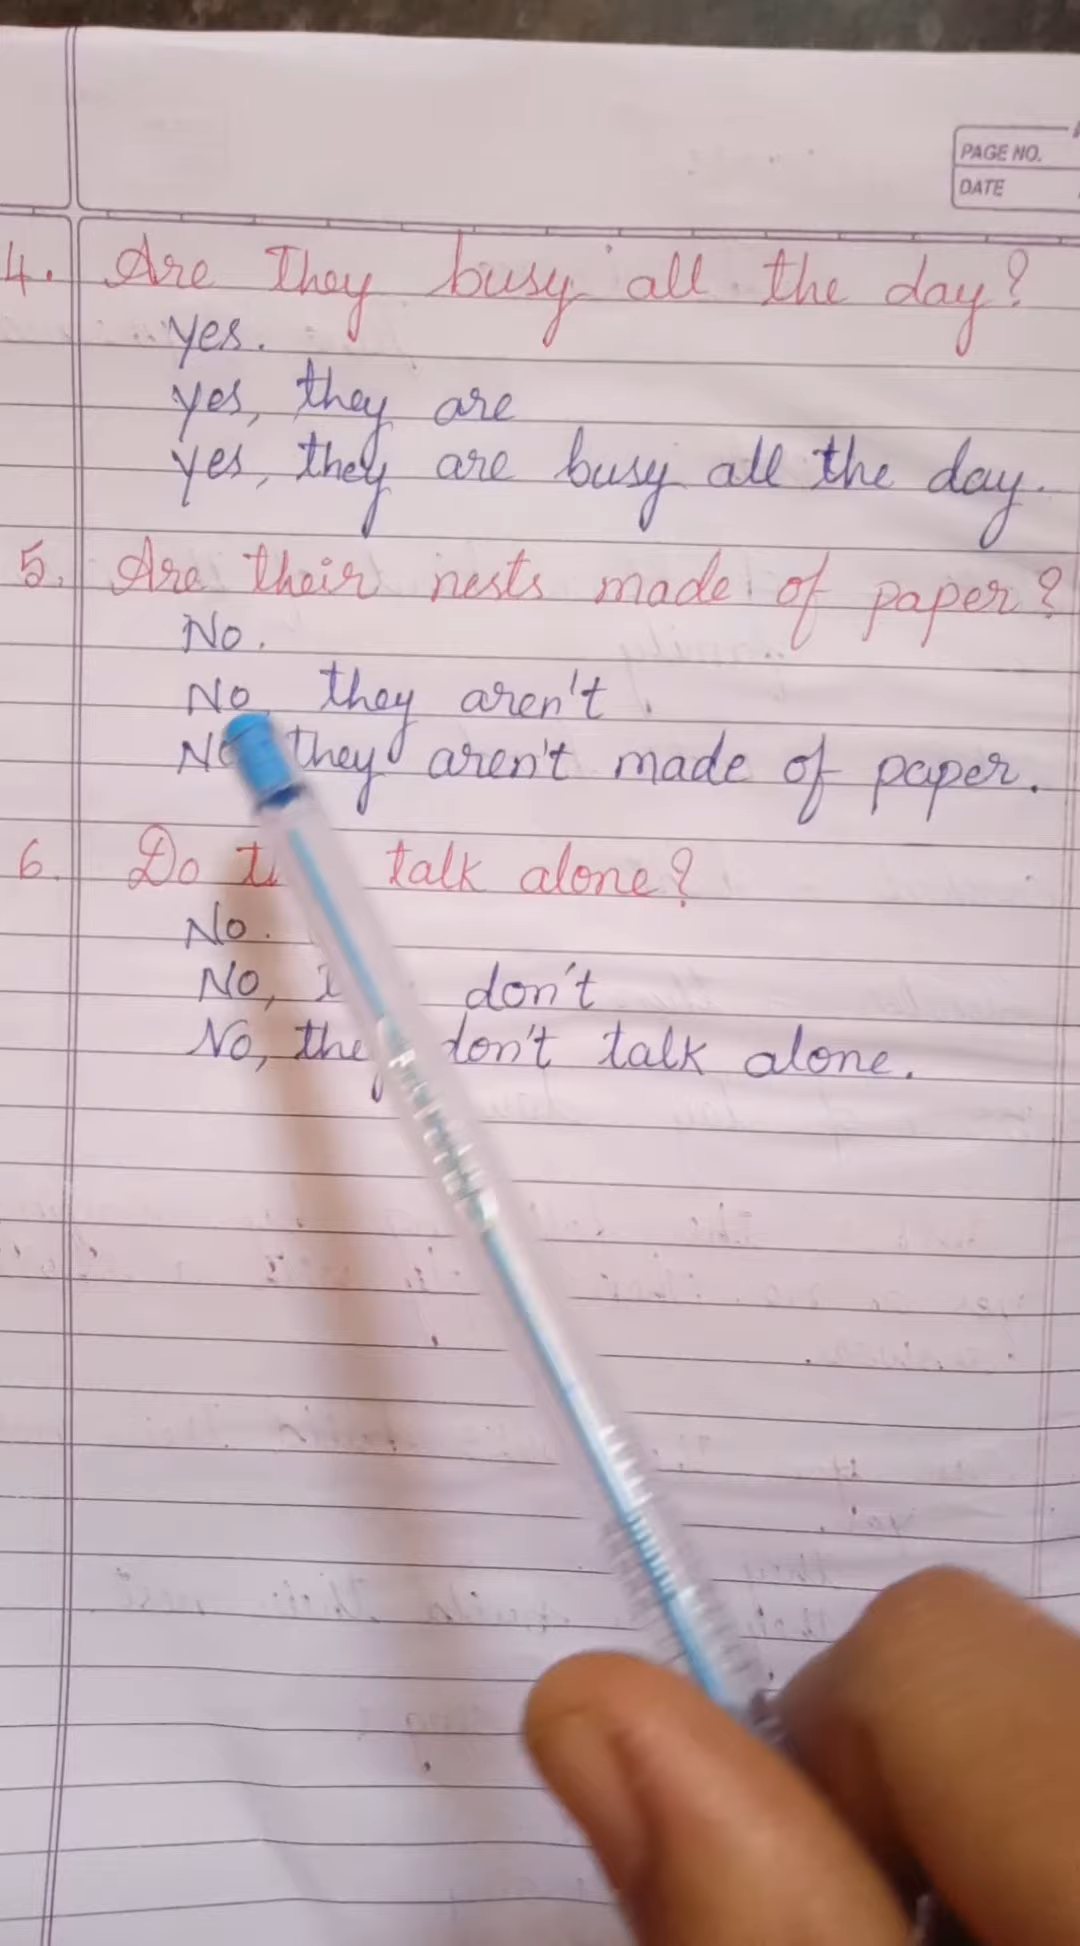 PAGE NO.
DATE
4. Are They busy all the day?
yes.
yes, they are
yes, they are busy all the day.
5. Are their nests made of paper?
No.
No, they aren't.
No they aren't made of paper.
6. Do talk alone?
No.
No, don't
No, they don't talk alone.